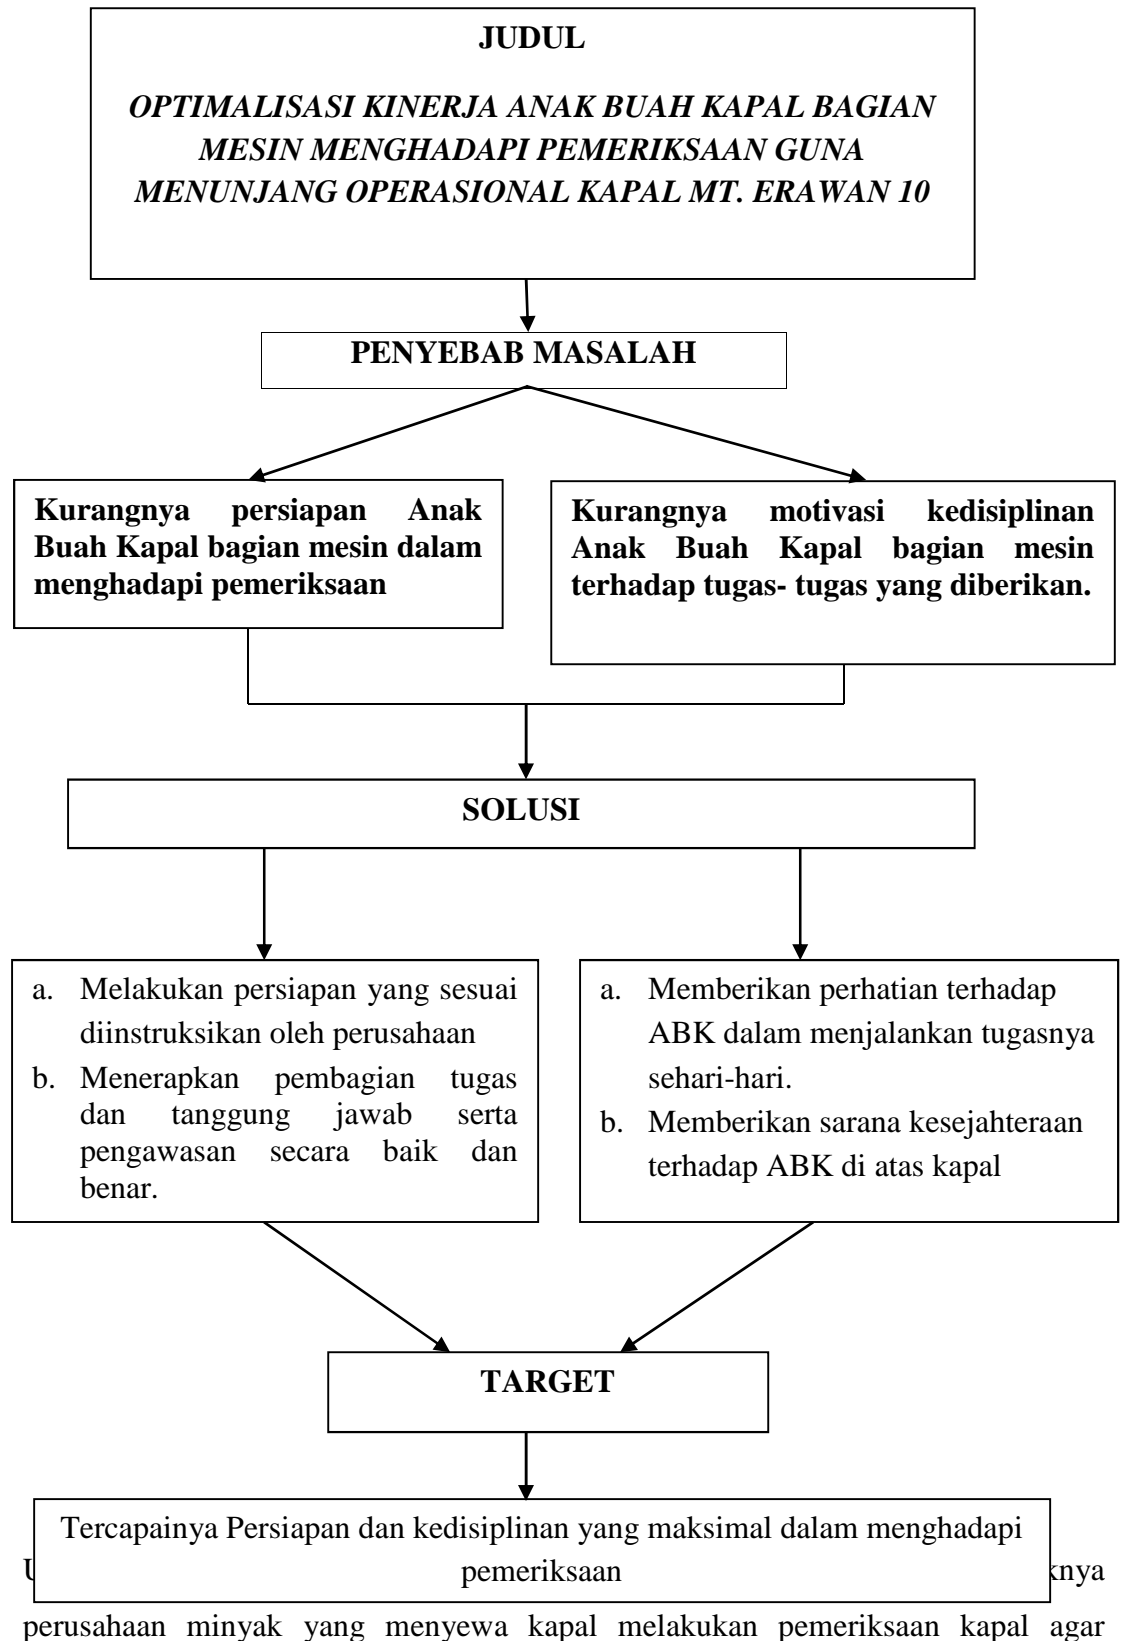 JUDUL
OPTIMALISASI KINERJA ANAK BUAH KAPAL BAGIAN
MESIN MENGHADAPI PEMERIKSAAN GUNA
MENUNJANG OPERASIONAL KAPAL MT. ERAWAN 10
PENYEBAB MASALAH
Kurangnya persiapan Anak
Buah Kapal bagian mesin dalam
menghadapi pemeriksaan
Kurangnya motivasi kedisiplinan
Anak Buah Kapal bagian mesin
terhadap tugas- tugas yang diberikan.
SOLUSI
a. Melakukan persiapan yang sesuai
diinstruksikan oleh perusahaan
b. Menerapkan pembagian tugas
dan tanggung jawab serta
pengawasan secara baik dan
benar.
a. Memberikan perhatian terhadap
ABK dalam menjalankan tugasnya
sehari-hari.
b. Memberikan sarana kesejahteraan
terhadap ABK di atas kapal
TARGET
Tercapainya Persiapan dan kedisiplinan yang maksimal dalam menghadapi
pemeriksaan
perusahaan minyak yang menyewa kapal melakukan pemeriksaan kapal agar